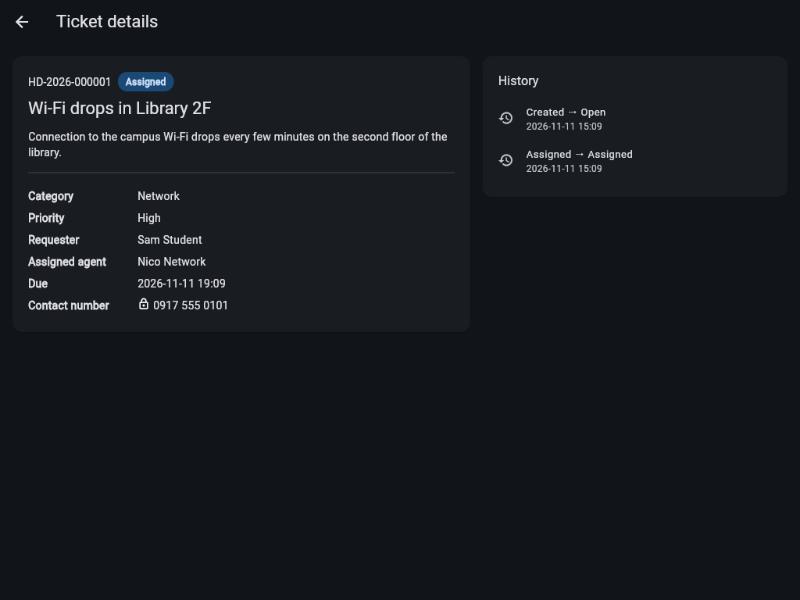 Ticket details
HD-2026-000001 Assigned
Wi-Fi drops in Library 2F
Connection to the campus Wi-Fi drops every few minutes on the second floor of the
library.
Category Network
Priority High
Requester Sam Student
Assigned agent Nico Network
Due 2026-11-11 19:09
Contact number 0917 555 0101
History
Created → Open
2026-11-11 15:09
Assigned → Assigned
2026-11-11 15:09